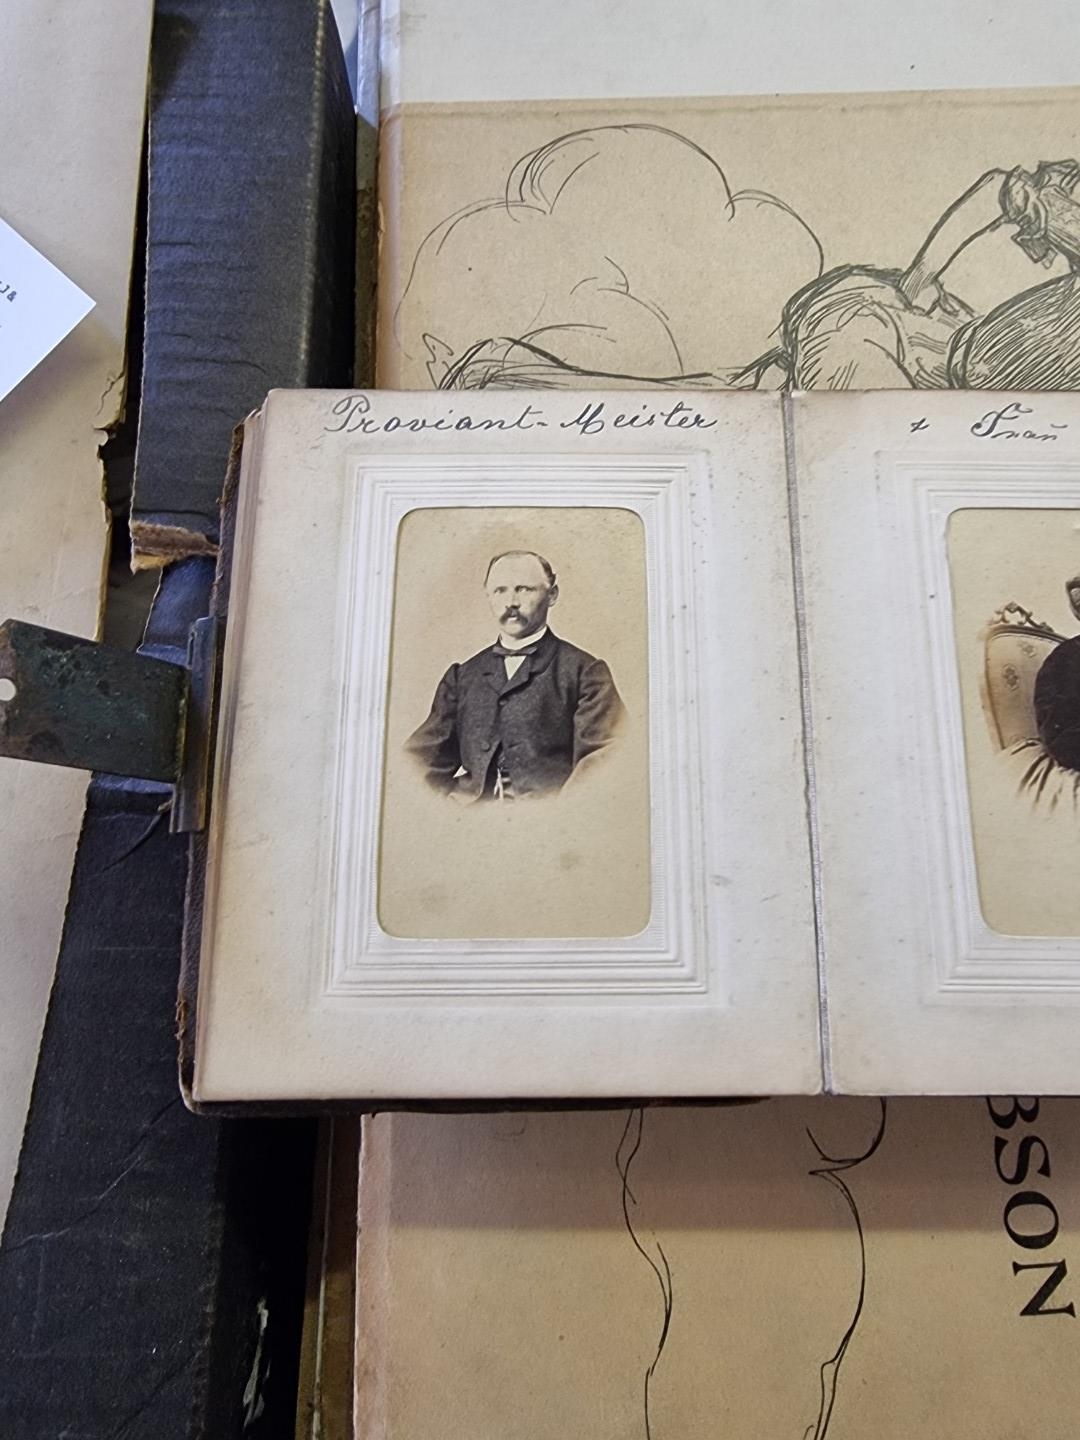 Proviant-Meister
& Frau
BSON